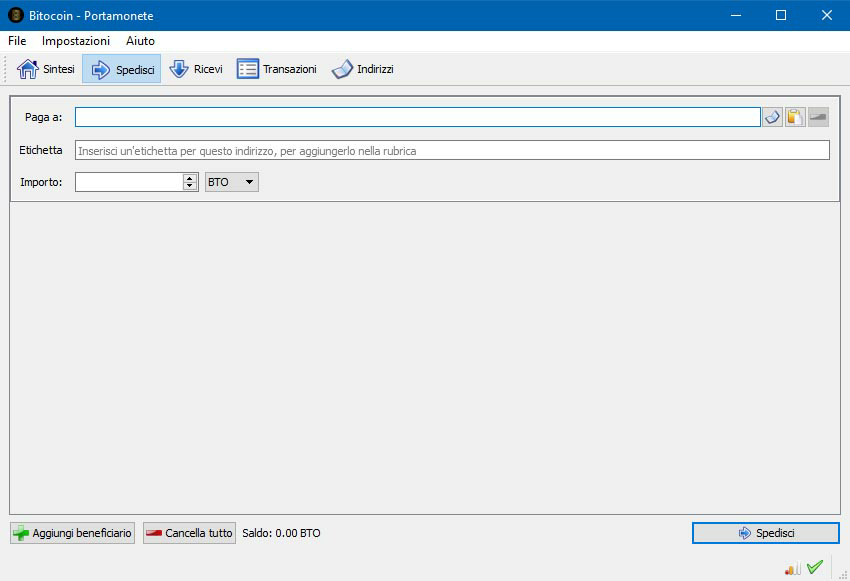 Bitocoin - Portamonete
File Impostazioni Aiuto
Sintesi Spedisci Ricevi Transazioni Indirizzi
Paga a:
Etichetta Inserisci un'etichetta per questo indirizzo, per aggiungerlo nella rubrica
Importo: BTO
Aggiungi beneficiario Cancella tutto Saldo: 0.00 BTO Spedisci